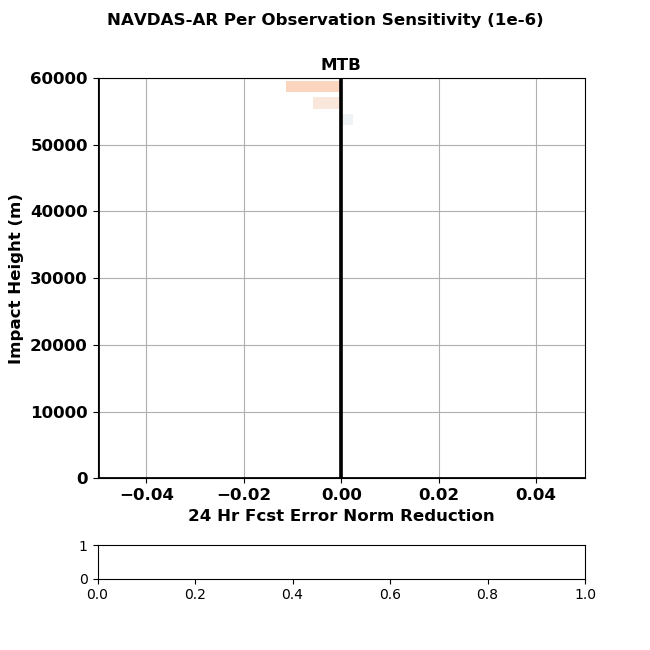 NAVDAS-AR Per Observation Sensitivity (1e-6)
MTB
60000
50000
40000
30000
20000
10000
0
Impact Height (m)
−0.04 −0.02 0.00 0.02 0.04
24 Hr Fcst Error Norm Reduction
1
0
0.0 0.2 0.4 0.6 0.8 1.0